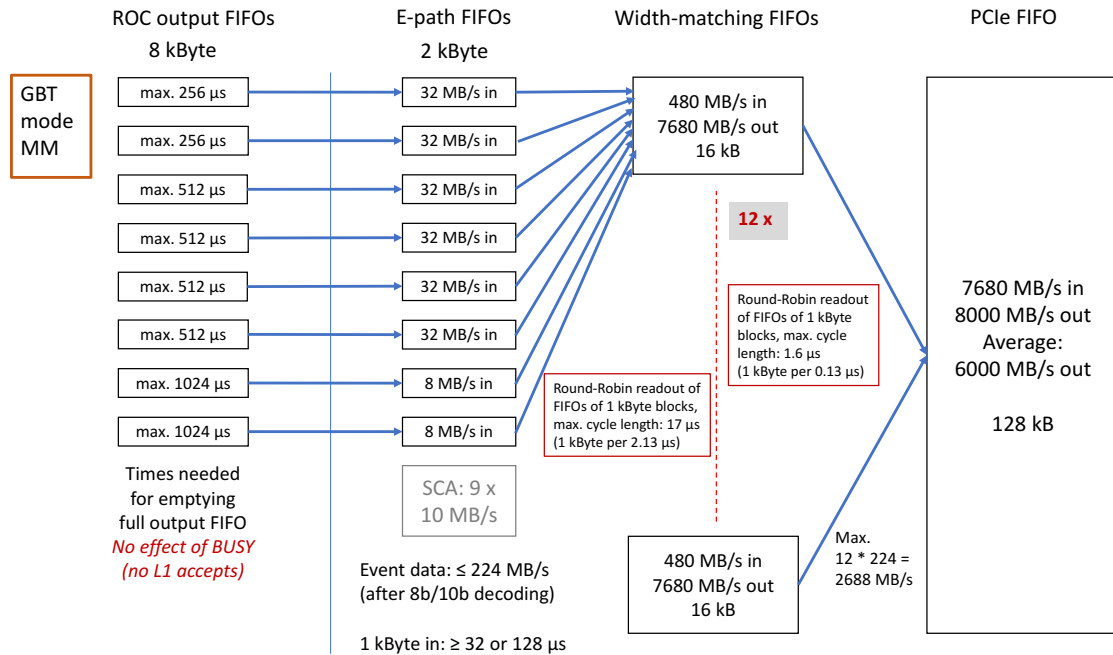 ROC output FIFOs
8 kByte
E-path FIFOs
2 kByte
Width-matching FIFOs
PCIe FIFO
GBT
mode
MM
max. 256 µs
max. 256 µs
max. 512 µs
max. 512 µs
max. 512 µs
max. 512 µs
max. 1024 µs
max. 1024 µs
Times needed
for emptying
full output FIFO
No effect of BUSY
(no L1 accepts)
32 MB/s in
32 MB/s in
32 MB/s in
32 MB/s in
32 MB/s in
32 MB/s in
8 MB/s in
8 MB/s in
SCA: 9 x
10 MB/s
Event data: ≤ 224 MB/s
(after 8b/10b decoding)
1 kByte in: ≥ 32 or 128 µs
480 MB/s in
7680 MB/s out
16 kB
12 x
Round-Robin readout
of FIFOs of 1 kByte
blocks, max. cycle
length: 1.6 µs
(1 kByte per 0.13 µs)
Round-Robin readout of
FIFOs of 1 kByte blocks,
max. cycle length: 17 µs
(1 kByte per 2.13 µs)
480 MB/s in
7680 MB/s out
16 kB
Max.
12 * 224 =
2688 MB/s
7680 MB/s in
8000 MB/s out
Average:
6000 MB/s out
128 kB